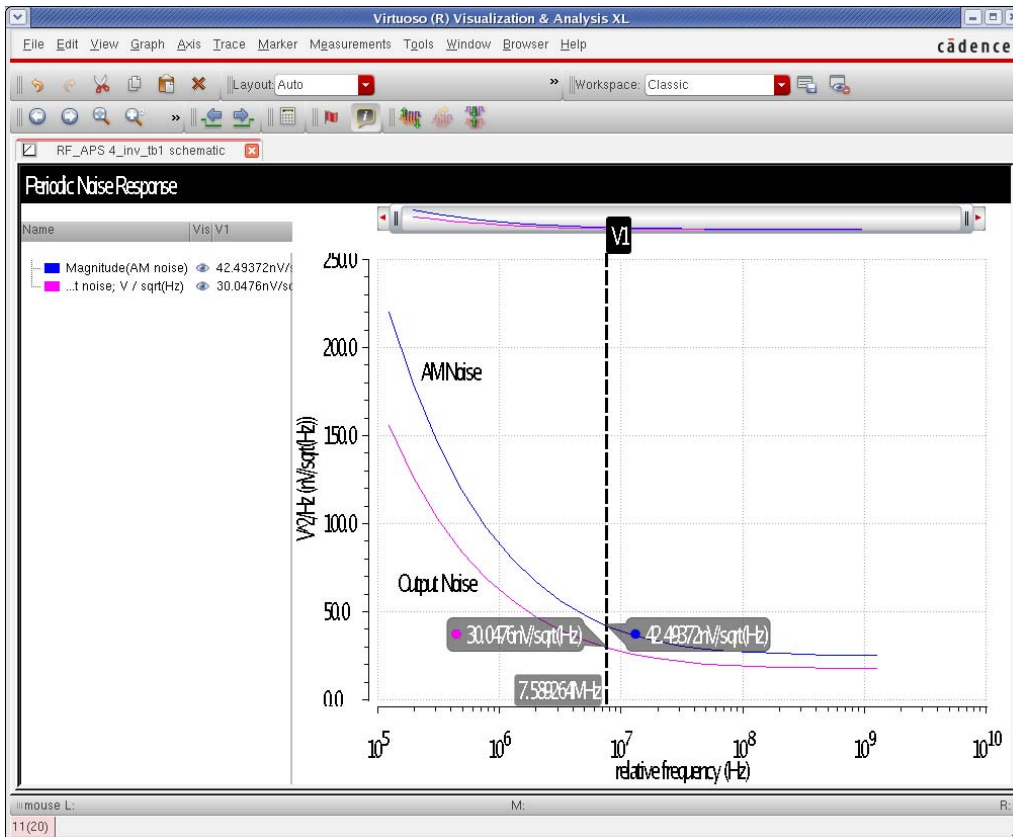 Virtuoso (R) Visualization & Analysis XL
File Edit View Graph Axis Trace Marker Measurements Tools Window Browser Help
cādence
Layout: Auto
»
Workspace: Classic
»
RF_APS 4_inv_tb1 schematic
Periodic Noise Response
Name Vis V1
Magnitude(AM noise) 42.49372nV/s
...t noise; V / sqrt(Hz) 30.0476nV/sq
V1
250.0
200.0
150.0
100.0
50.0
0.0
V^2/Hz (nV/sqrt(Hz))
AM Noise
Output Noise
30.0476nV/sqrt(Hz)
42.49372nV/sqrt(Hz)
7.589264MHz
10^5 10^6 10^7 10^8 10^9 10^10
relative frequency (Hz)
mouse L: M: R:
11(20)